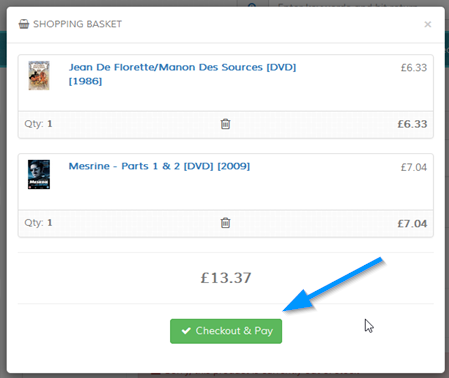 SHOPPING BASKET ×
Jean De Florette/Manon Des Sources [DVD] £6.33
[1986]
Qty: 1 £6.33
Mesrine - Parts 1 & 2 [DVD] [2009] £7.04
MESRINE
Qty: 1 £7.04
£13.37
Checkout & Pay